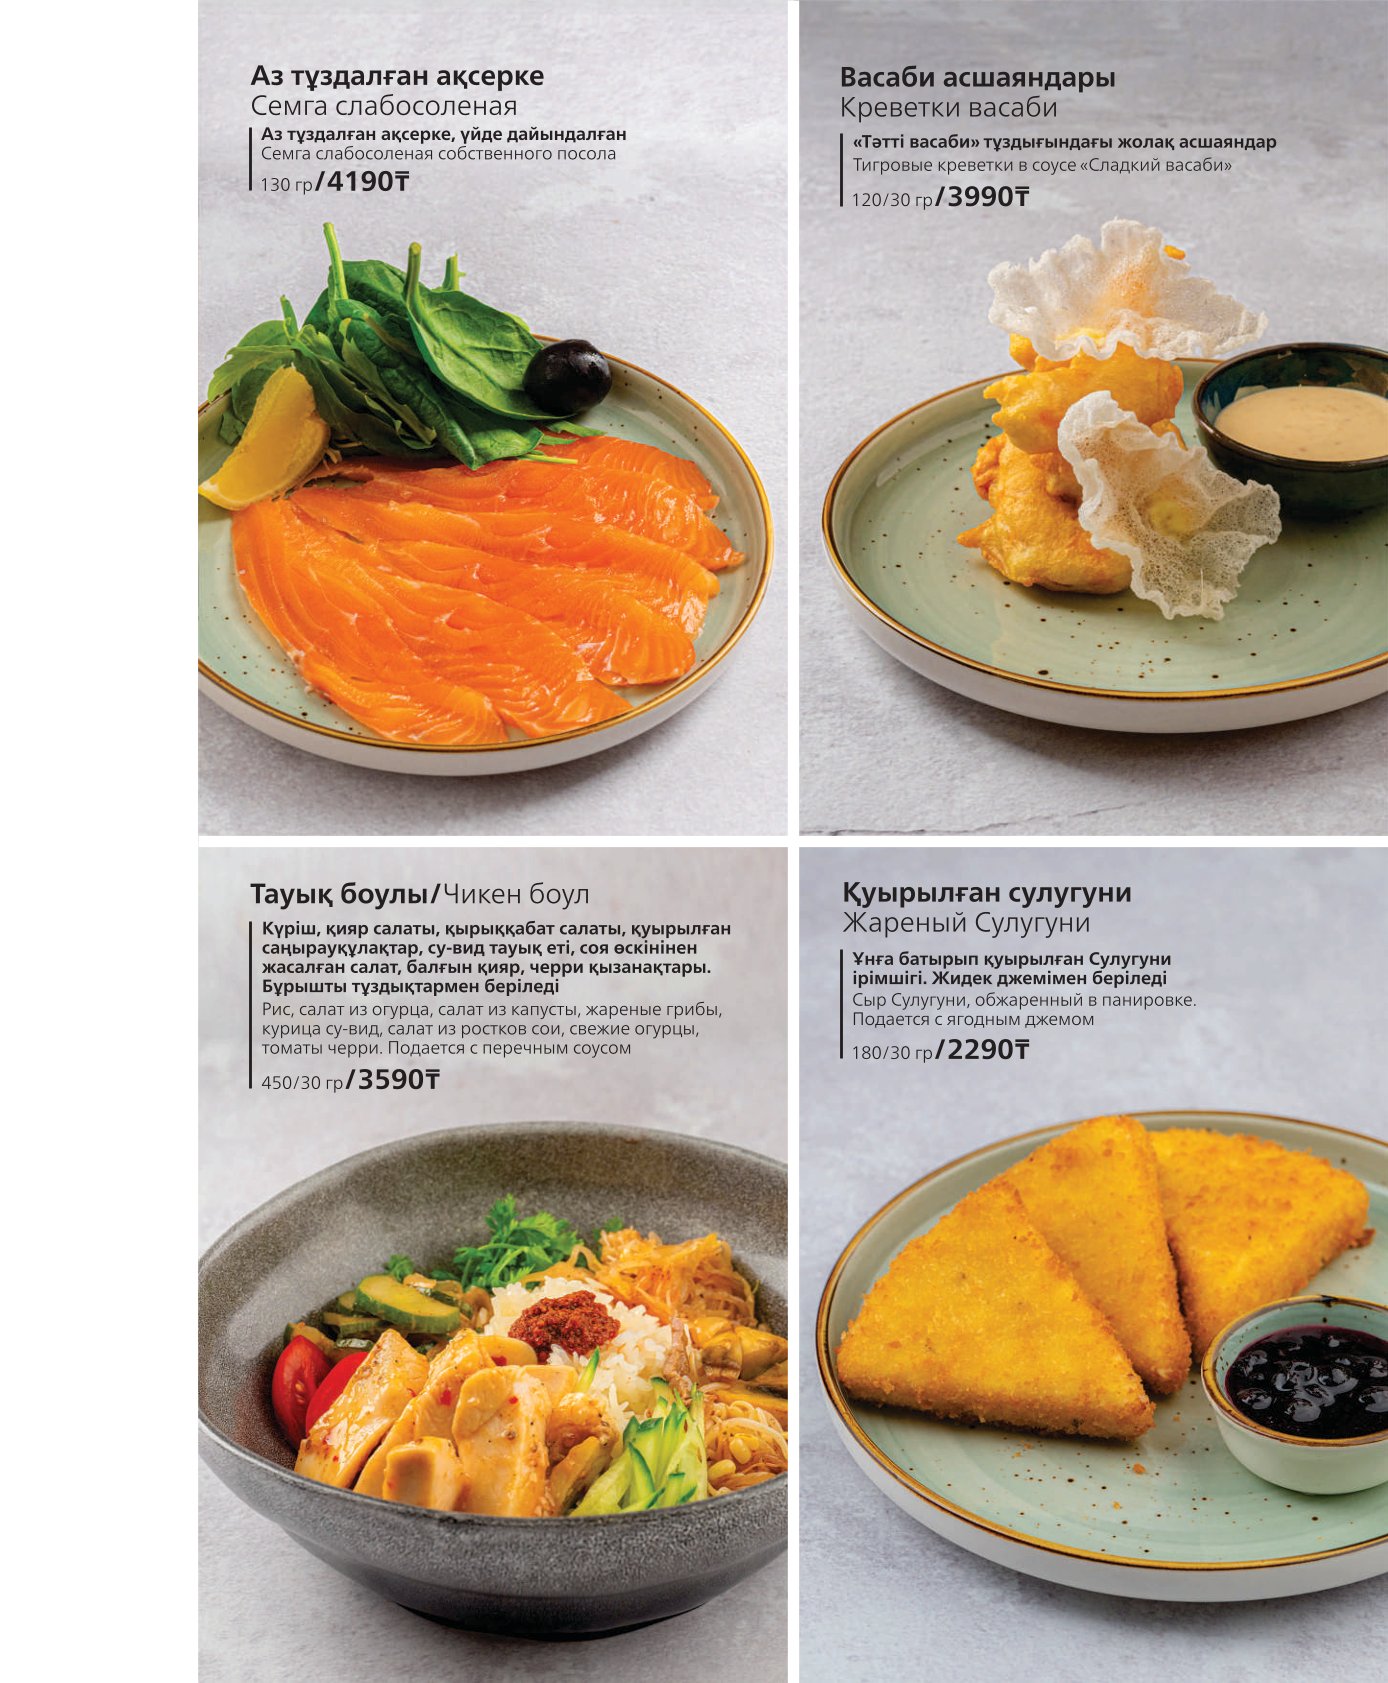 Аз тұздалған ақсерке
Семга слабосоленая
Аз тұздалған ақсерке, үйде дайындалған
Семга слабосоленая собственного посола
130 гр/4190₸
Васаби асшаяндары
Креветки васаби
«Тәтті васаби» тұздығындағы жолақ асшаяндар
Тигровые креветки в соусе «Сладкий васаби»
120/30 гр/3990₸
Тауық боулы/Чикен боул
Күріш, қияр салаты, қырыққабат салаты, қуырылған
саңырауқұлақтар, су-вид тауық еті, соя өскінінен
жасалған салат, балғын қияр, черри қызанақтары.
Бұрышты тұздықтармен беріледі
Рис, салат из огурца, салат из капусты, жареные грибы,
курица су-вид, салат из ростков сои, свежие огурцы,
томаты черри. Подается с перечным соусом
450/30 гр/3590₸
Қуырылған сулугуни
Жареный Сулугуни
Ұнға батырып қуырылған Сулугуни
ірімшігі. Жидек джемімен беріледі
Сыр Сулугуни, обжаренный в панировке.
Подается с ягодным джемом
180/30 гр/2290₸